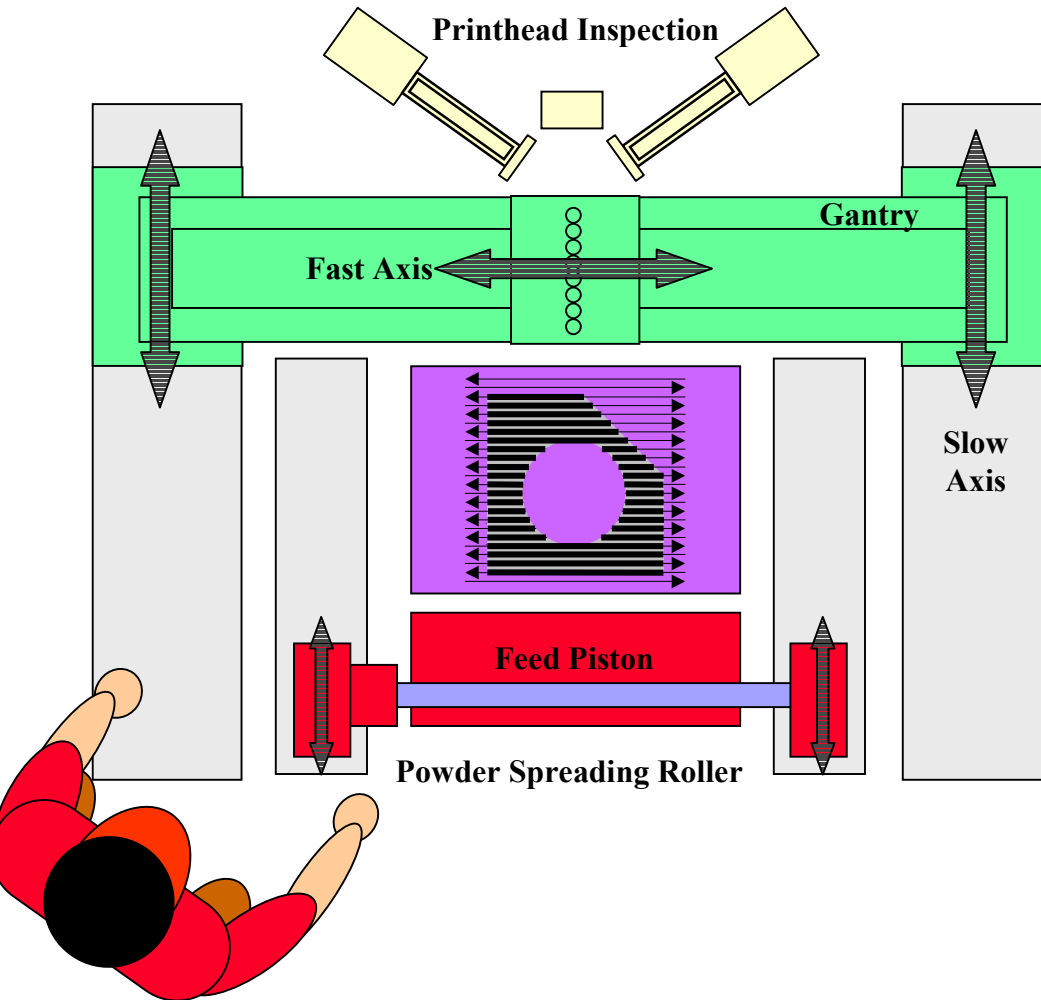 Printhead Inspection
Gantry
Fast Axis
Slow
Axis
Feed Piston
Powder Spreading Roller